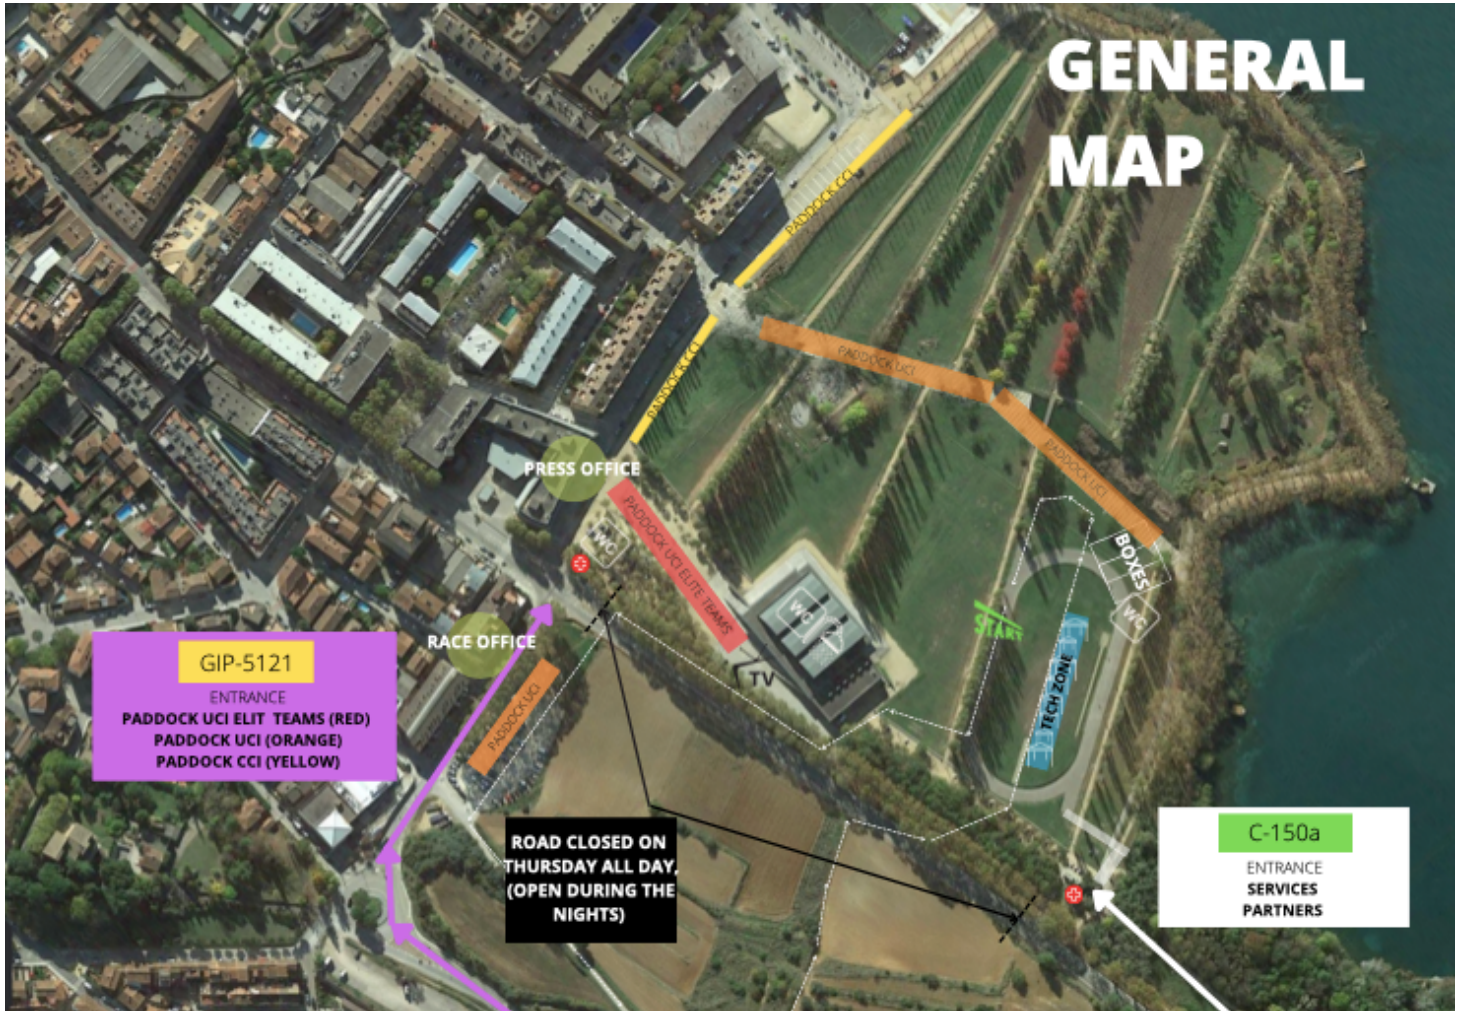 GENERAL
MAP
PADDOCK CCI
PADDOCK UCI
PADDOCK CCI
PADDOCK UCI
PRESS OFFICE
PADDOCK UCI ELITE TEAMS
WC
BOXES
WC
WC
START
RACE OFFICE
TV
TECH ZONE
PADDOCK UCI
GIP-5121
ENTRANCE
PADDOCK UCI ELIT TEAMS (RED)
PADDOCK UCI (ORANGE)
PADDOCK CCI (YELLOW)
ROAD CLOSED ON
THURSDAY ALL DAY,
(OPEN DURING THE
NIGHTS)
C-150a
ENTRANCE
SERVICES
PARTNERS